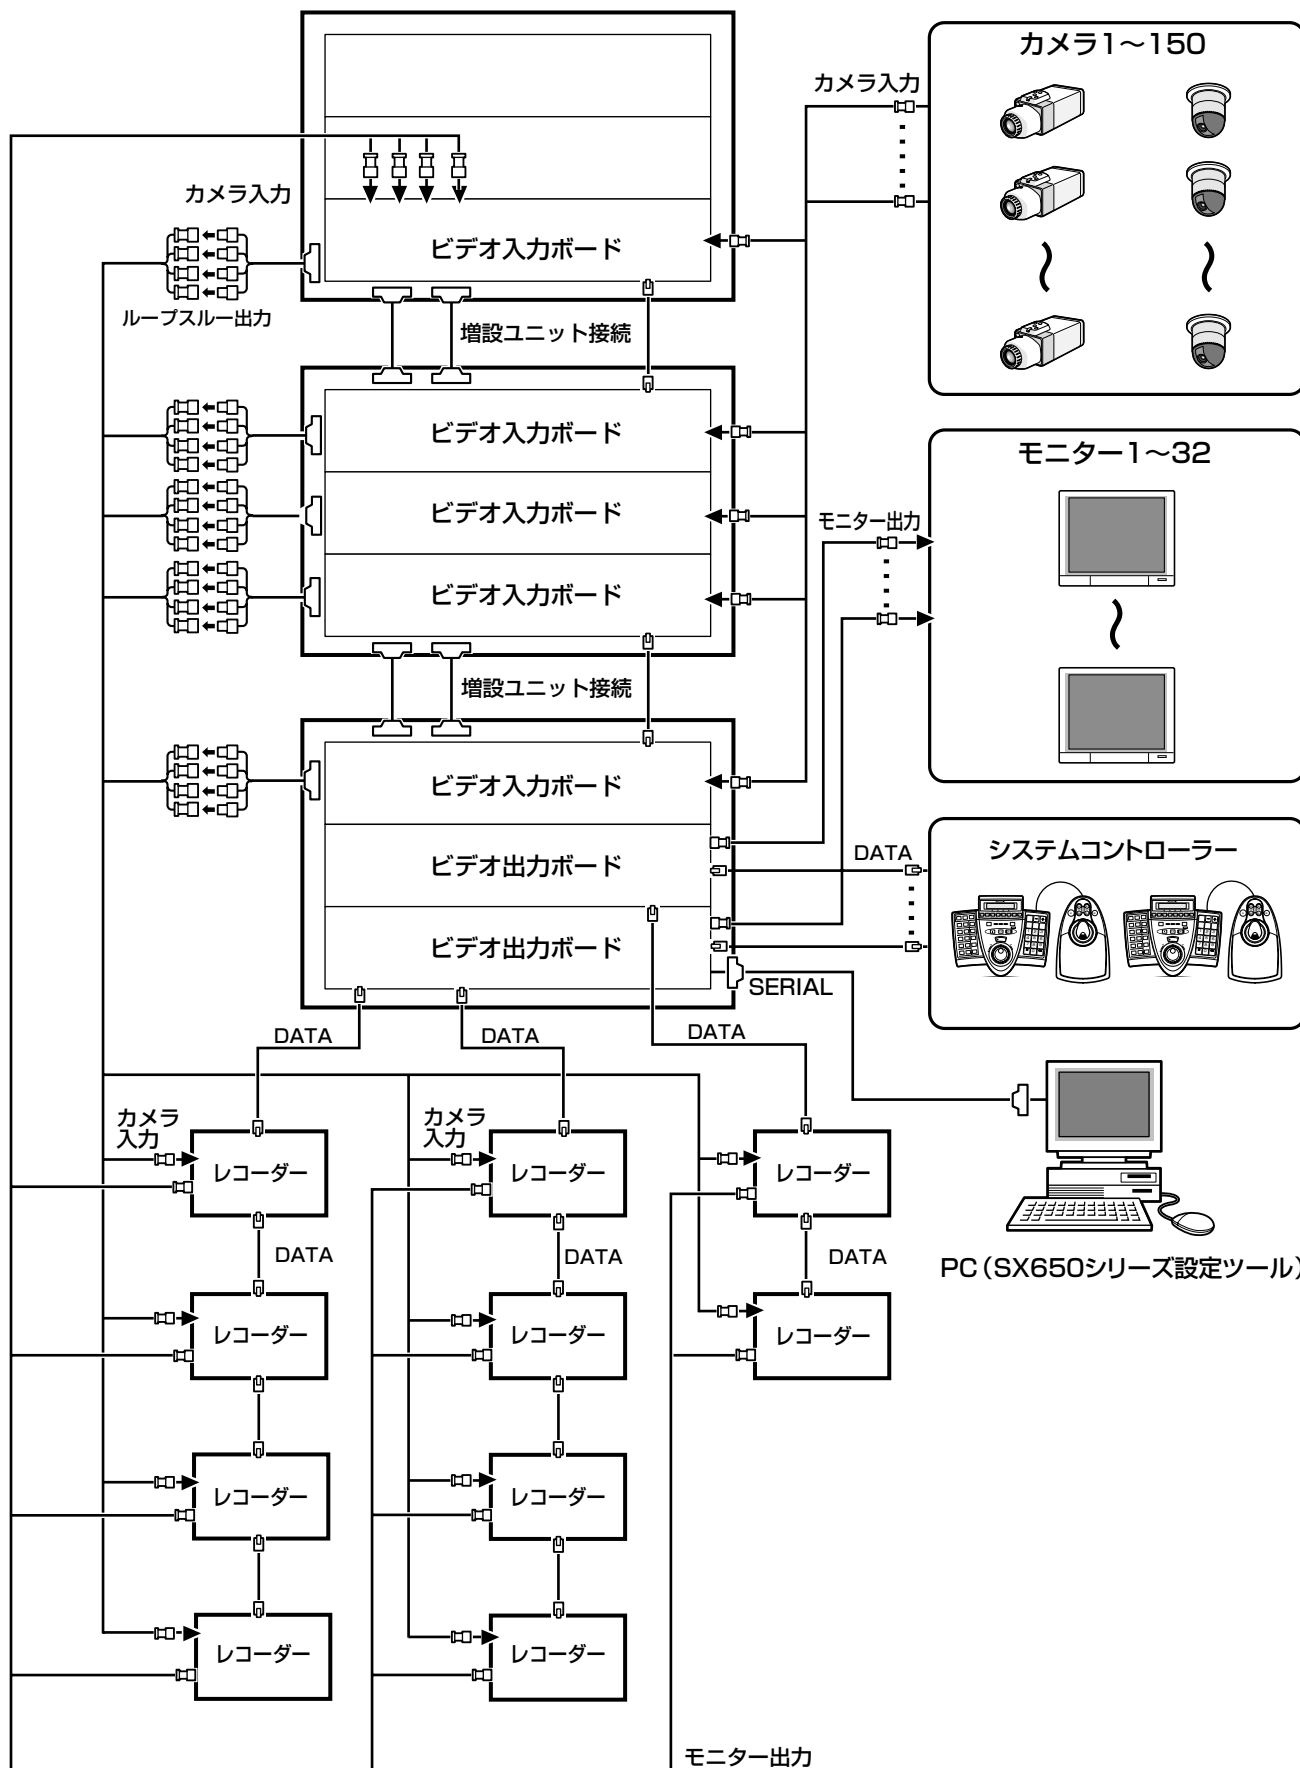 カメラ1～150
カメラ入力
カメラ入力
ビデオ入力ボード
ループスルー出力
増設ユニット接続
ビデオ入力ボード
モニター1～32
ビデオ入力ボード
モニター出力
ビデオ入力ボード
増設ユニット接続
ビデオ入力ボード
システムコントローラー
DATA
ビデオ出力ボード
ビデオ出力ボード
SERIAL
DATA
DATA
DATA
カメラ
入力
カメラ
入力
レコーダー
レコーダー
レコーダー
DATA
DATA
DATA
PC（SX650シリーズ設定ツール）
レコーダー
レコーダー
レコーダー
レコーダー
レコーダー
レコーダー
レコーダー
モニター出力